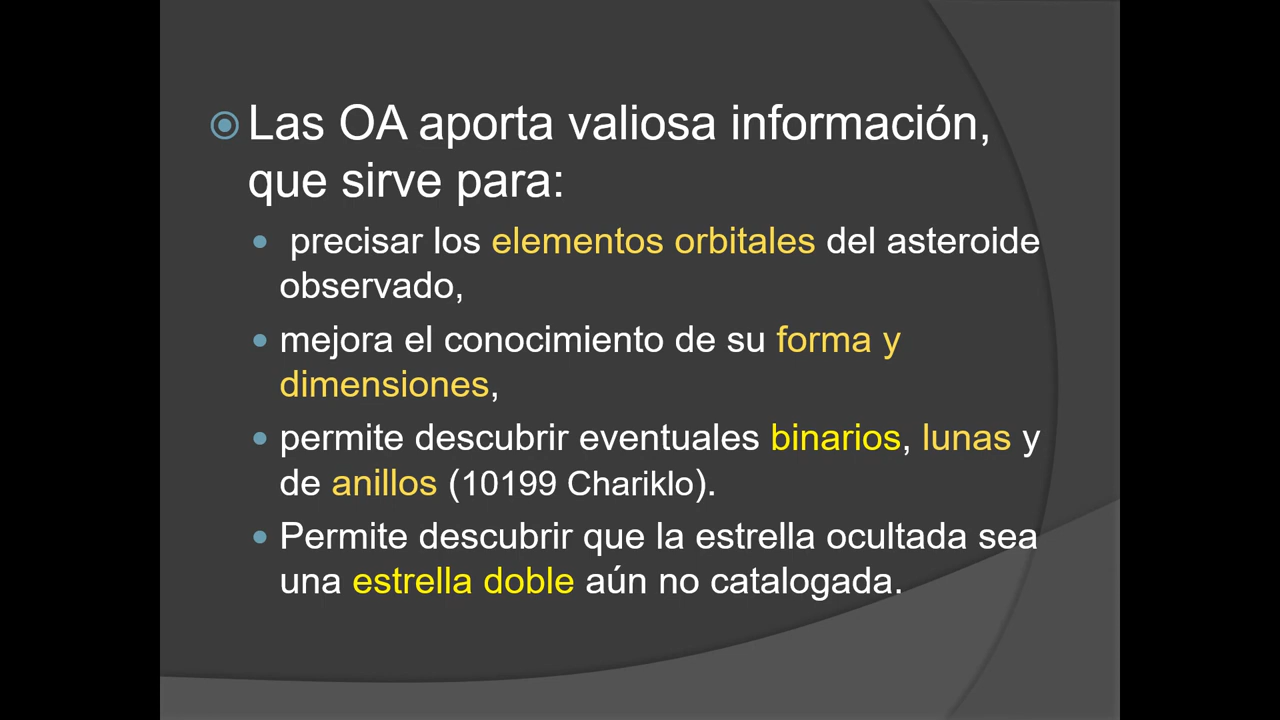 Las OA aporta valiosa información,
que sirve para:
precisar los elementos orbitales del asteroide
observado,
mejora el conocimiento de su forma y
dimensiones,
permite descubrir eventuales binarios, lunas y
de anillos (10199 Chariklo).
Permite descubrir que la estrella ocultada sea
una estrella doble aún no catalogada.